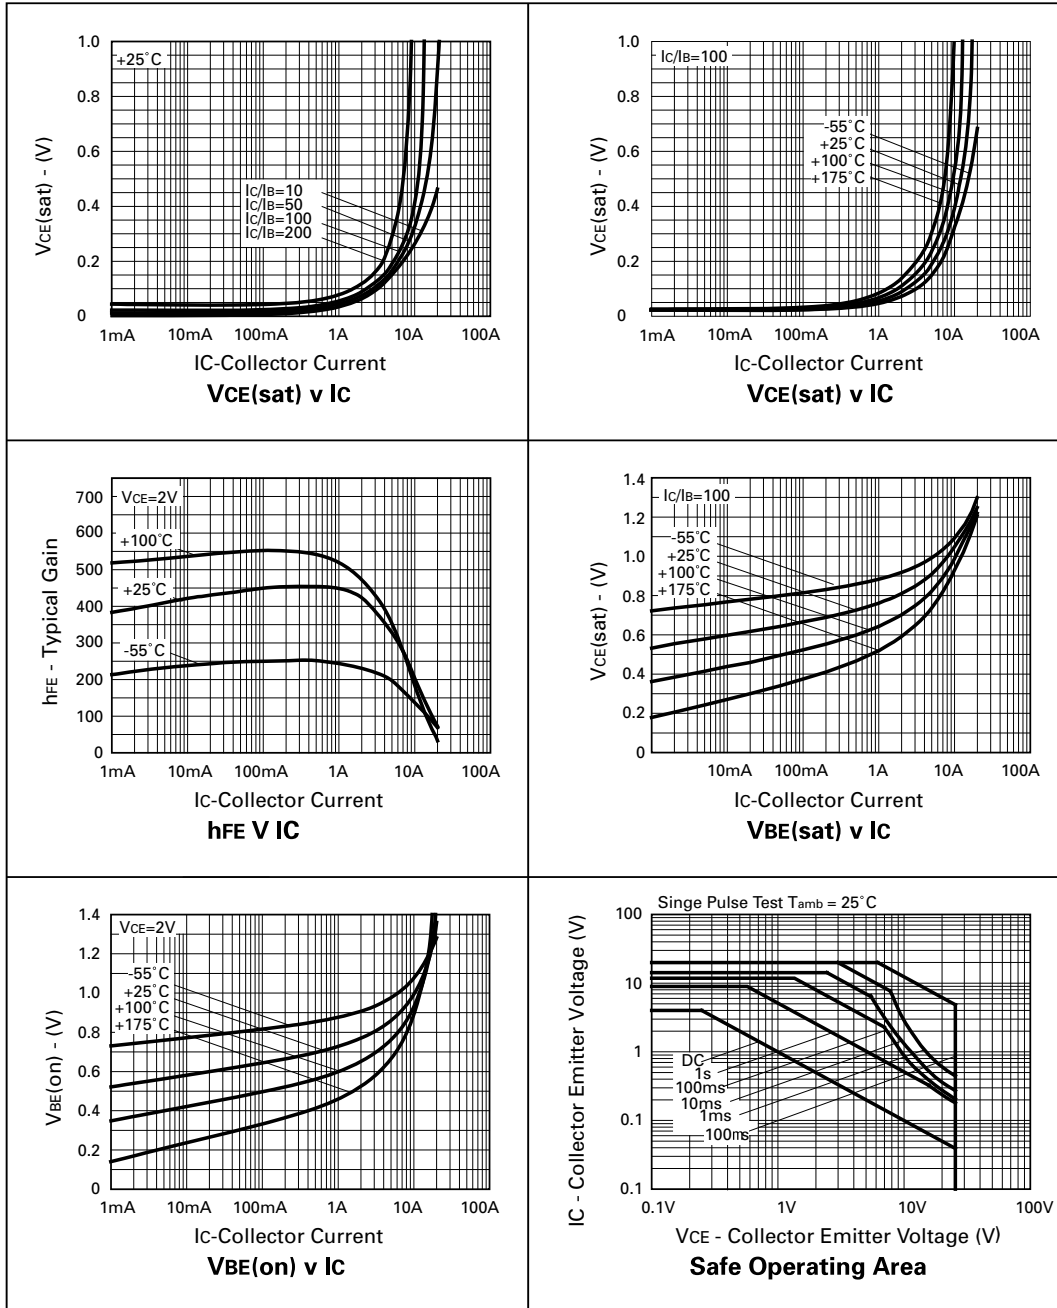 +25°C
IC/IB=10
IC/IB=50
IC/IB=100
IC/IB=200
1.0
0.8
0.6
0.4
0.2
0
VCE(sat) - (V)
1mA 10mA 100mA 1A 10A 100A
IC-Collector Current
VCE(sat) v IC
IC/IB=100
-55°C
+25°C
+100°C
+175°C
1.0
0.8
0.6
0.4
0.2
0
VCE(sat) - (V)
1mA 10mA 100mA 1A 10A 100A
IC-Collector Current
VCE(sat) v IC
VCE=2V
+100°C
+25°C
-55°C
700
600
550
500
400
300
250
200
100
0
hFE - Typical Gain
1mA 10mA 100mA 1A 10A 100A
IC-Collector Current
hFE V IC
IC/IB=100
-55°C
+25°C
+100°C
+175°C
1.4
1.2
1.0
0.8
0.6
0.4
0.2
0
VCE(sat) - (V)
10mA 100mA 1A 10A 100A
IC-Collector Current
VBE(sat) v IC
VCE=2V
-55°C
+25°C
+100°C
+175°C
1.4
1.2
1.0
0.8
0.6
0.4
0.2
0
VBE(on) - (V)
1mA 10mA 100mA 1A 10A 100A
IC-Collector Current
VBE(on) v IC
Singe Pulse Test Tamb = 25°C
100
10
1
0.1
0.1
IC - Collector Emitter Voltage (V)
DC
1s
100ms
10ms
1ms
100ms
0.1V 1V 10V 100V
VCE - Collector Emitter Voltage (V)
Safe Operating Area